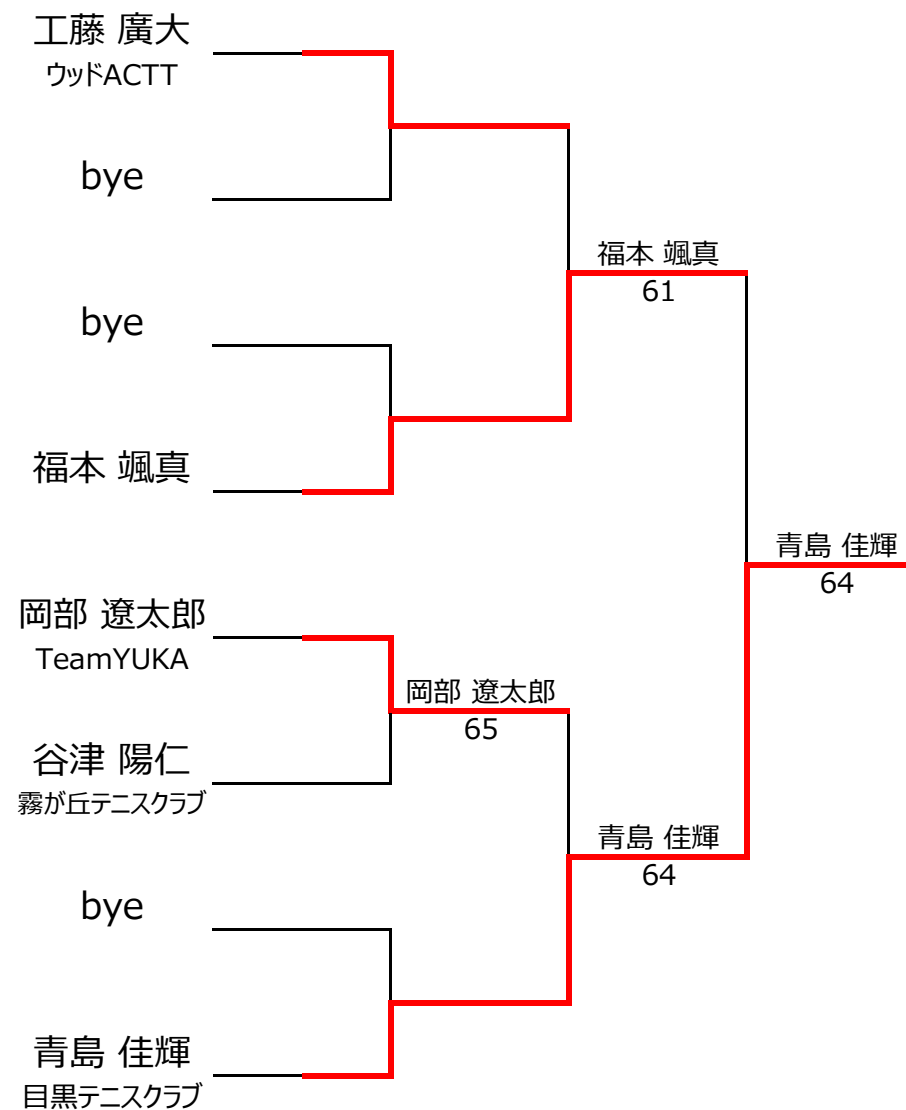 工藤 廣大
ウッドACTT
bye
bye
福本 颯真
岡部 遼太郎
TeamYUKA
谷津 陽仁
霧が丘テニスクラブ
bye
青島 佳輝
目黒テニスクラブ
岡部 遼太郎
65
福本 颯真
61
青島 佳輝
64
青島 佳輝
64